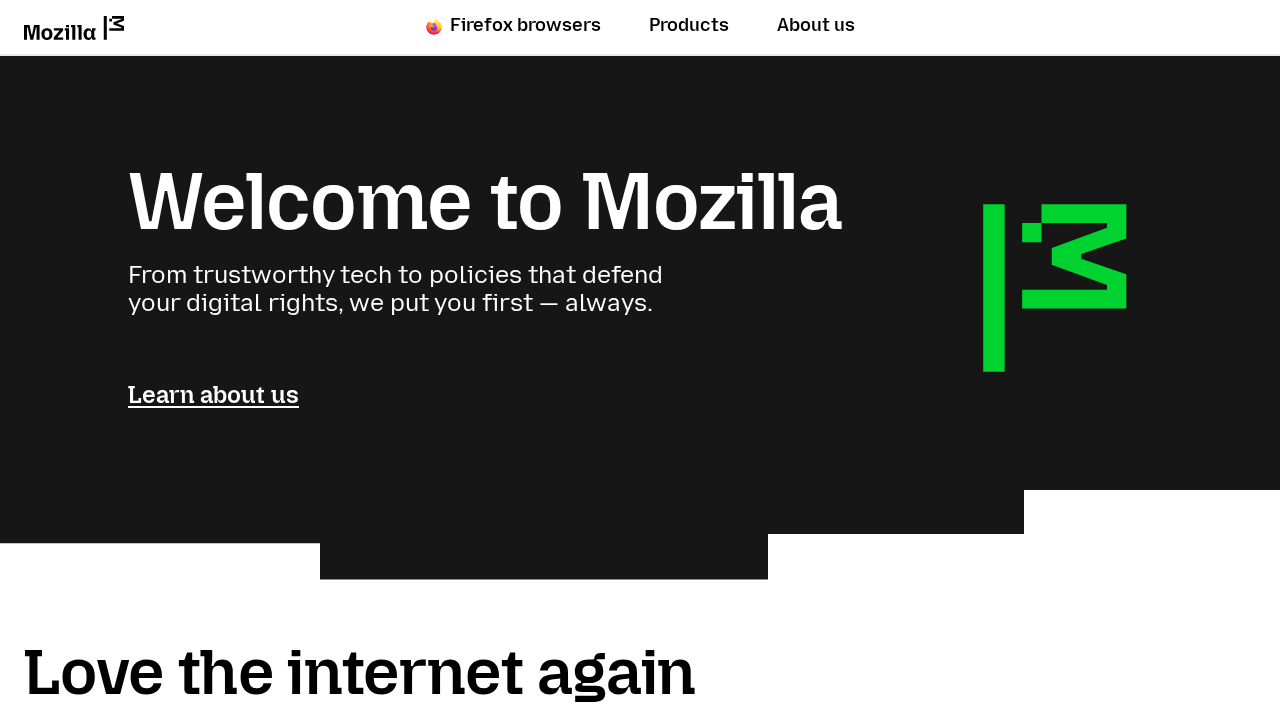 Mozilla
Firefox browsers
Products
About us
Welcome to Mozilla
From trustworthy tech to policies that defend
your digital rights, we put you first — always.
Learn about us
Love the internet again